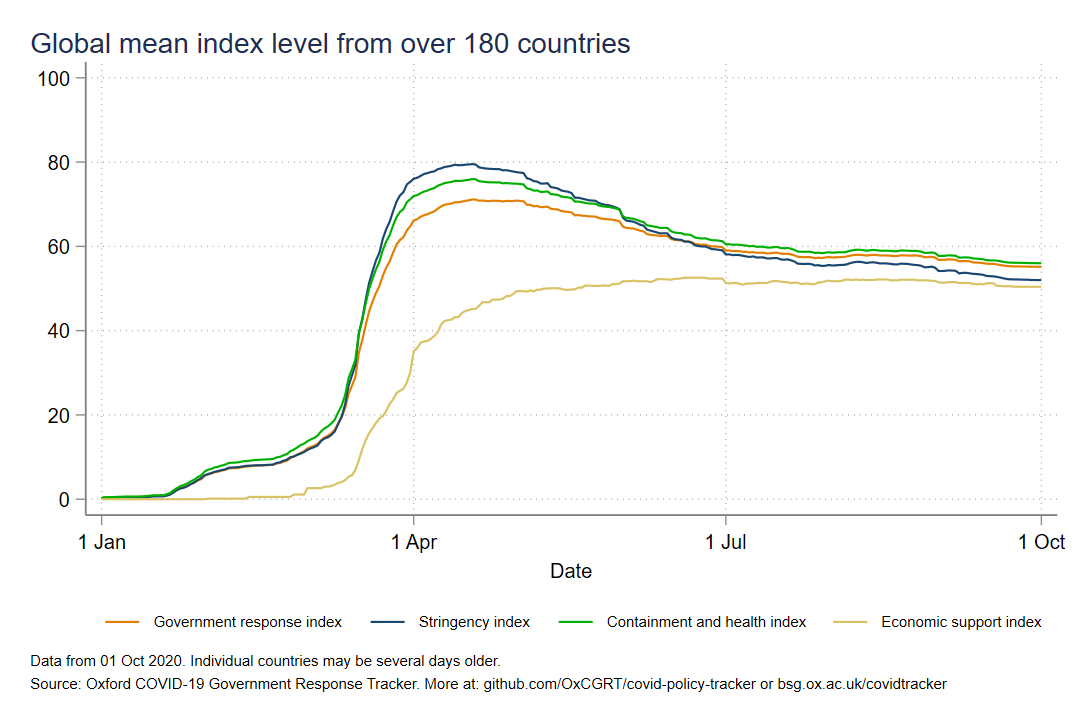 Global mean index level from over 180 countries
100
80
60
40
20
0
1 Jan 1 Apr 1 Jul 1 Oct
Date
Government response index Stringency index Containment and health index Economic support index
Data from 01 Oct 2020. Individual countries may be several days older.
Source: Oxford COVID-19 Government Response Tracker. More at: github.com/OxCGRT/covid-policy-tracker or bsg.ox.ac.uk/covidtracker